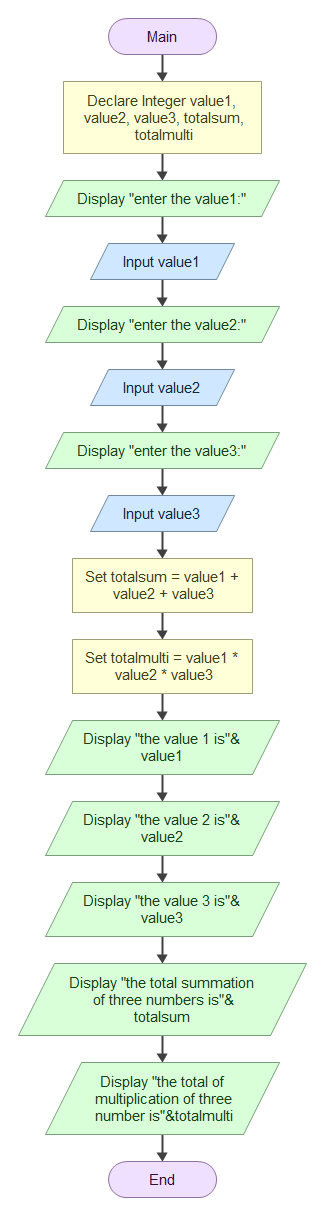 Main
Declare Integer value1,
value2, value3, totalsum,
totalmulti
Display "enter the value1:"
Input value1
Display "enter the value2:"
Input value2
Display "enter the value3:"
Input value3
Set totalsum = value1 +
value2 + value3
Set totalmulti = value1 *
value2 * value3
Display "the value 1 is"&
value1
Display "the value 2 is"&
value2
Display "the value 3 is"&
value3
Display "the total summation
of three numbers is"&
totalsum
Display "the total of
multiplication of three
number is"&totalmulti
End